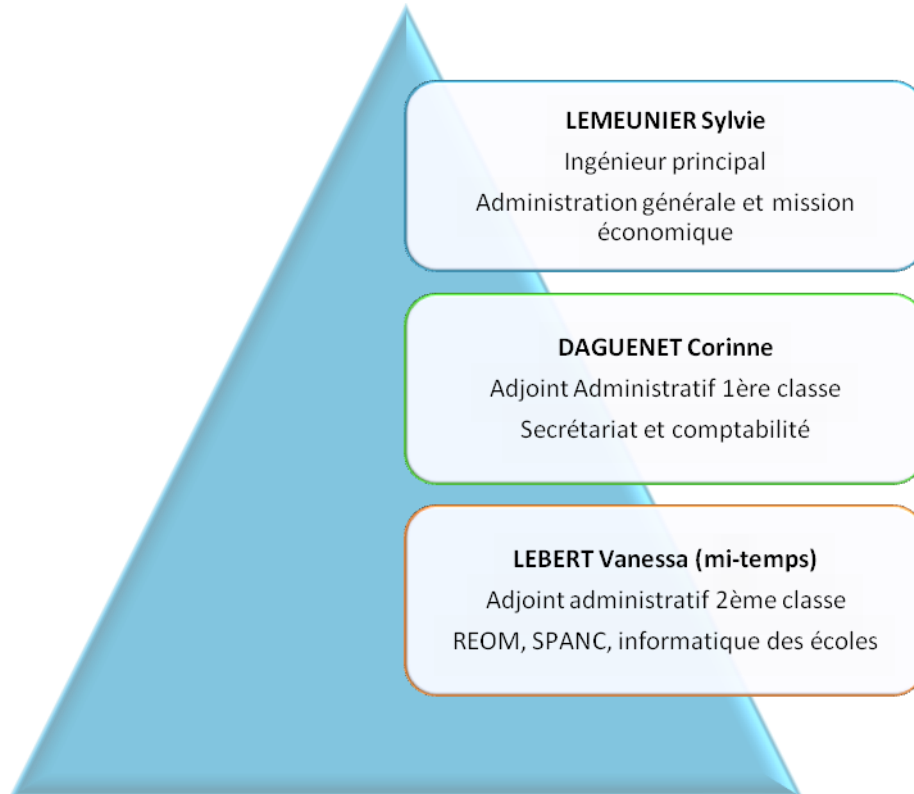 LEMEUNIER Sylvie
Ingénieur principal
Administration générale et mission
économique
DAGUENET Corinne
Adjoint Administratif 1ère classe
Secrétariat et comptabilité
LEBERT Vanessa (mi-temps)
Adjoint administratif 2ème classe
REOM, SPANC, informatique des écoles